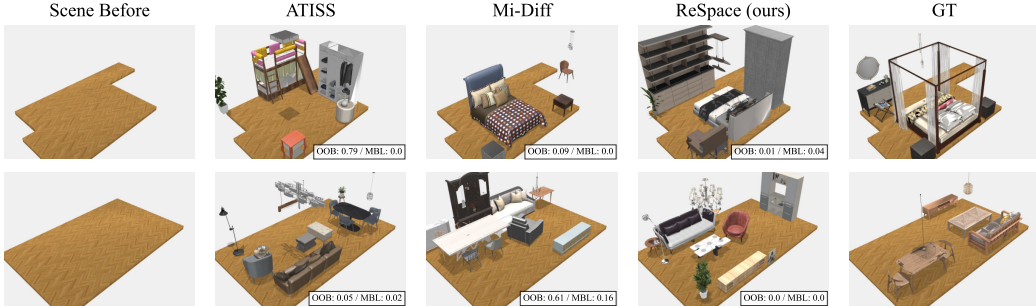 Scene Before ATISS Mi-Diff ReSpace (ours) GT
OOB: 0.79 / MBL: 0.0 OOB: 0.09 / MBL: 0.0 OOB: 0.01 / MBL: 0.04
OOB: 0.05 / MBL: 0.02 OOB: 0.61 / MBL: 0.16 OOB: 0.0 / MBL: 0.0